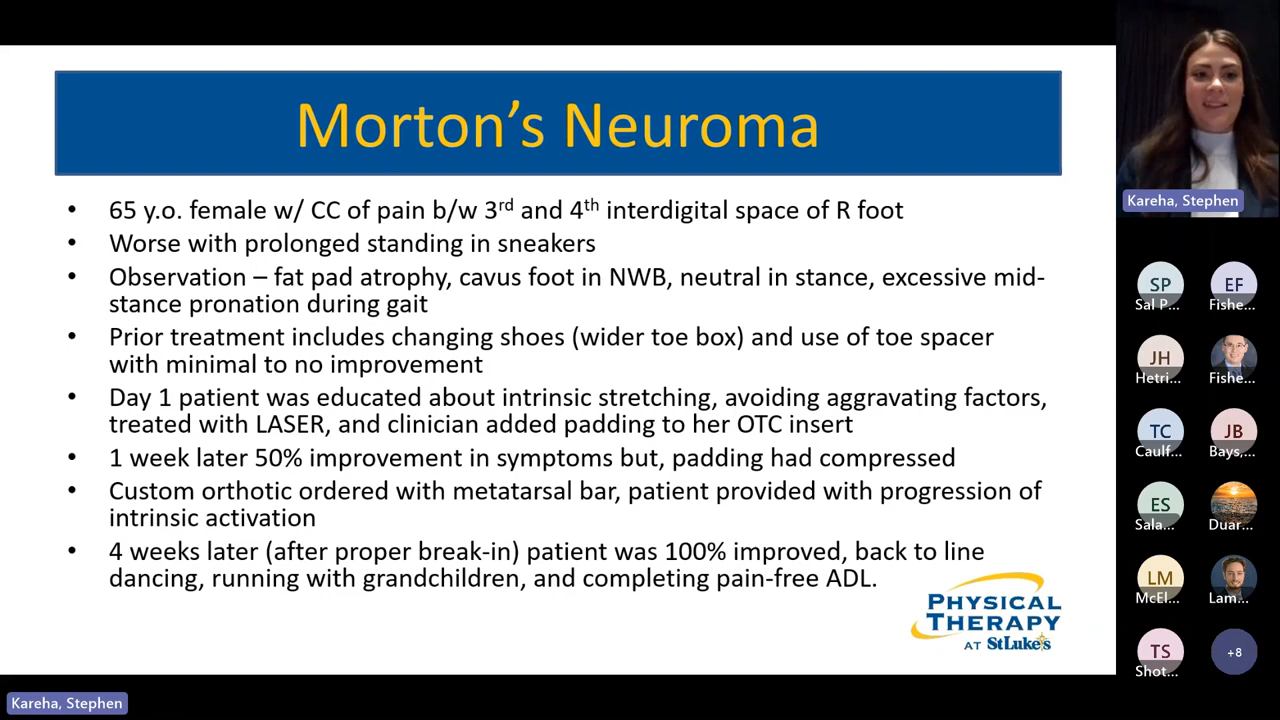 Morton's Neuroma
• 65 y.o. female w/ CC of pain b/w 3rd and 4th interdigital space of R foot
• Worse with prolonged standing in sneakers
• Observation – fat pad atrophy, cavus foot in NWB, neutral in stance, excessive mid-
stance pronation during gait
• Prior treatment includes changing shoes (wider toe box) and use of toe spacer
with minimal to no improvement
• Day 1 patient was educated about intrinsic stretching, avoiding aggravating factors,
treated with LASER, and clinician added padding to her OTC insert
• 1 week later 50% improvement in symptoms but, padding had compressed
• Custom orthotic ordered with metatarsal bar, patient provided with progression of
intrinsic activation
• 4 weeks later (after proper break-in) patient was 100% improved, back to line
dancing, running with grandchildren, and completing pain-free ADL.
PHYSICAL
THERAPY
AT StLuke's
Kareha, Stephen
Kareha, Stephen
SP
Sal P...
EF
Fishe...
JH
Hetri...
Fishe...
TC
Caulf...
JB
Bays,...
ES
Sala...
Duar...
LM
McEl...
Lam...
TS
Shot...
+8